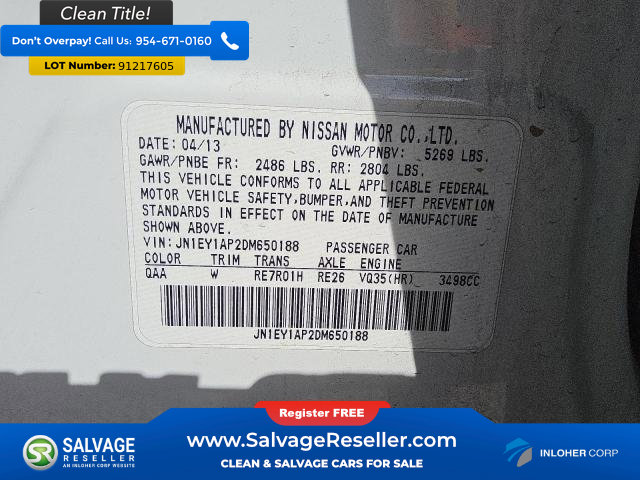 Clean Title!
Don't Overpay! Call Us: 954-671-0160
LOT Number: 91217605
MANUFACTURED BY NISSAN MOTOR CO.,LTD.
DATE: 04/13 GVWR/PNBV: 5269 LBS.
GAWR/PNBE FR: 2486 LBS. RR: 2804 LBS.
THIS VEHICLE CONFORMS TO ALL APPLICABLE FEDERAL
MOTOR VEHICLE SAFETY,BUMPER,AND THEFT PREVENTION
STANDARDS IN EFFECT ON THE DATE OF MANUFACTURE
SHOWN ABOVE.
VIN: JN1EY1AP2DM650188 PASSENGER CAR
COLOR TRIM TRANS AXLE ENGINE
QAA W RE7R01H RE26 VQ35(HR) 3498CC
JN1EY1AP2DM650188
Register FREE
SR
SALVAGE
RESELLER
AN INLOHER CORP WEBSITE
www.SalvageReseller.com
CLEAN & SALVAGE CARS FOR SALE
INLOHER CORP